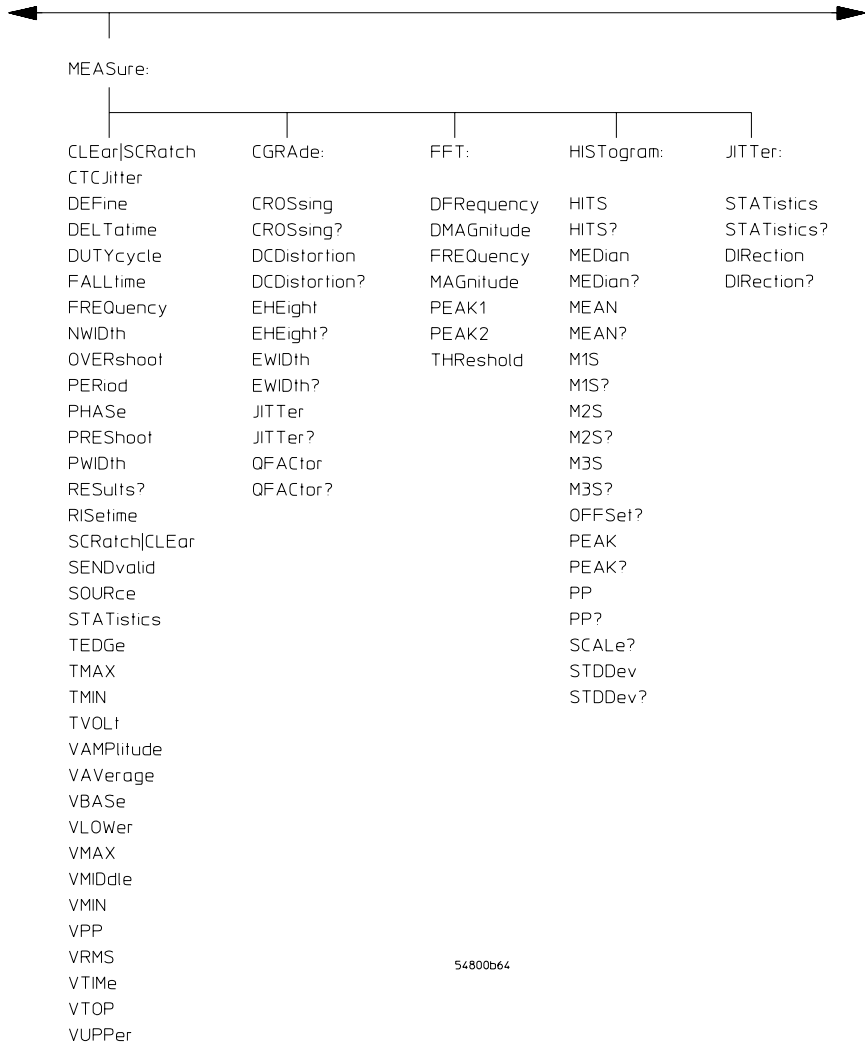 MEASure:
CLEar|SCRatch CGRAde: FFT: HISTogram: JITTer:
CTCJitter
DEFine CROSsing DFRequency HITS STATistics
DELTatime CROSsing? DMAGnitude HITS? STATistics?
DUTYcycle DCDistortion FREQuency MEDian DIRection
FALLtime DCDistortion? MAGnitude MEDian? DIRection?
FREQuency EHEight PEAK1 MEAN
NWIDth EHEight? PEAK2 MEAN?
OVERshoot EWIDth THReshold M1S
PERiod EWIDth? M1S?
PHASe JITTer M2S
PREShoot JITTer? M2S?
PWIDth QFACtor M3S
RESults? QFACtor? M3S?
RISetime OFFSet?
SCRatch|CLEar PEAK
SENDvalid PEAK?
SOURce PP
STATistics PP?
TEDGe SCALe?
TMAX STDDev
TMIN STDDev?
TVOLt
VAMPlitude
VAVerage
VBASe
VLOWer
VMAX
VMIDdle
VMIN
VPP
VRMS 54800b64
VTIMe
VTOP
VUPPer